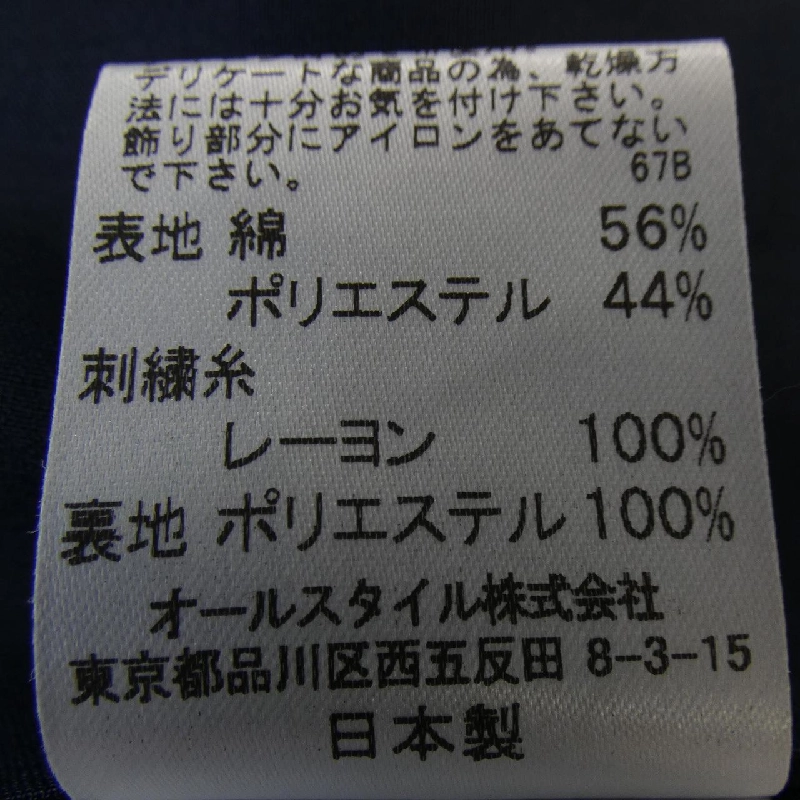 デリケートな商品の為、乾燥方
法には十分お気を付け下さい。
飾り部分にアイロンをあてない
で下さい。 67B
表地 綿 56%
ポリエステル 44%
刺繍糸
レーヨン 100%
裏地 ポリエステル 100%
オールスタイル株式会社
東京都品川区西五反田 8-3-15
日本製